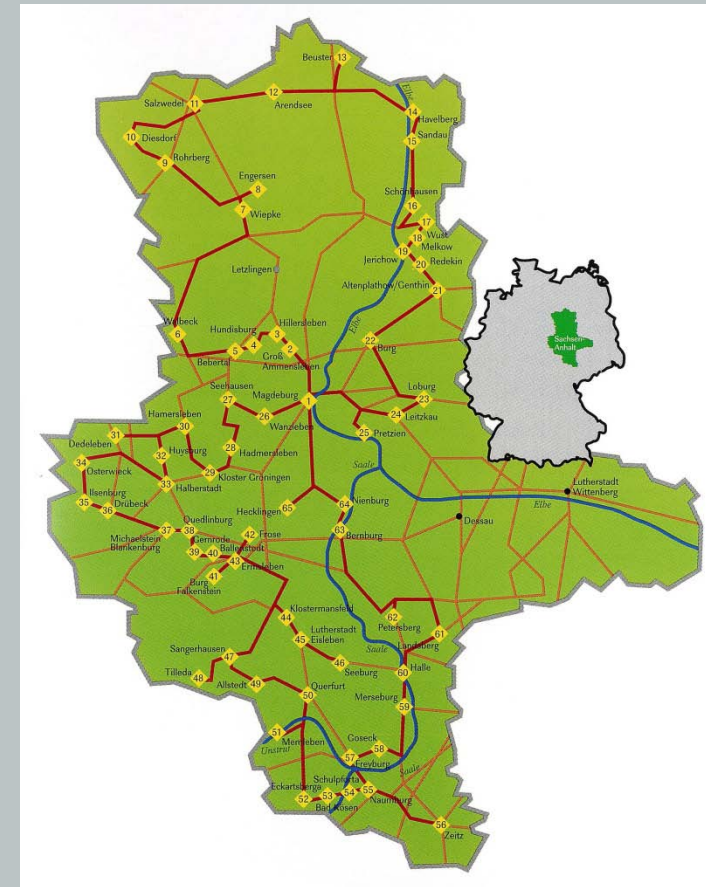 Beuster
13
Elbe
12
Arendsee
11
Salzwedel
14
Havelberg
15
Sandau
10
Diesdorf
9
Rohrberg
Engersen
8
7
Wiepke
Schönhausen
16
17
Wust
18
Melkow
19
Jerichow
20
Redekin
21
Altenplathow/Genthin
Letzlingen
Sachsen-
Anhalt
Elbe
6
Hundisburg
Hillersleben
3
4
5
2
Bebertal
Groß
Ammersleben
22
Burg
Seehausen
27
Magdeburg
1
Loburg
23
24
Leitzkau
26
Wanzleben
25
Pretzien
Hamersleben
30
31
Dedeleben
32
Huysburg
28
Hadmersleben
29
Kloster Gröningen
33
Halberstadt
34
Osterwieck
35
Ilsenburg
36
Drübeck
Saale
Lutherstadt
Wittenberg
Elbe
Dessau
64
Nienburg
65
Hecklingen
63
Bernburg
37
Michaelstein
Blankenburg
38
Quedlinburg
Gernrode
39
40
Ballenstedt
42
Frose
43
Ermsleben
41
Burg
Falkenstein
44
Klostermansfeld
Lutherstadt
45
Eisleben
46
Seeburg
62
Petersberg
61
Landsberg
Saale
60
Halle
Sangerhausen
47
48
Tilleda
49
Allstedt
50
Querfurt
Merseburg
59
51
Memleben
Unstrut
Goseck
58
57
Freyburg
Saale
Schulpforta
Eckartsberga
52
53
54
55
Bad Kösen
Naumburg
56
Zeitz